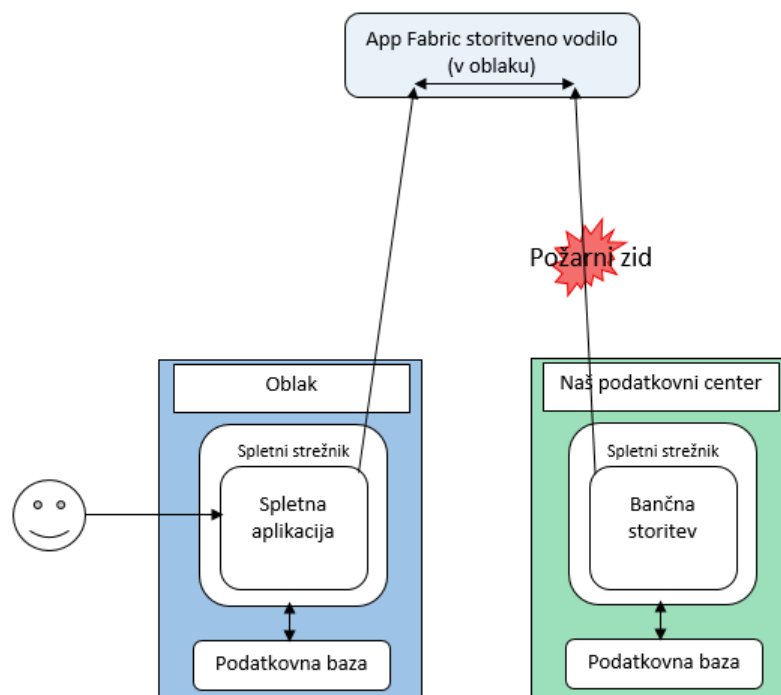 App Fabric storitveno vodilo
(v oblaku)
Požarni zid
Oblak
Spletni strežnik
Spletna
aplikacija
Podatkovna baza
Naš podatkovni center
Spletni strežnik
Bančna
storitev
Podatkovna baza